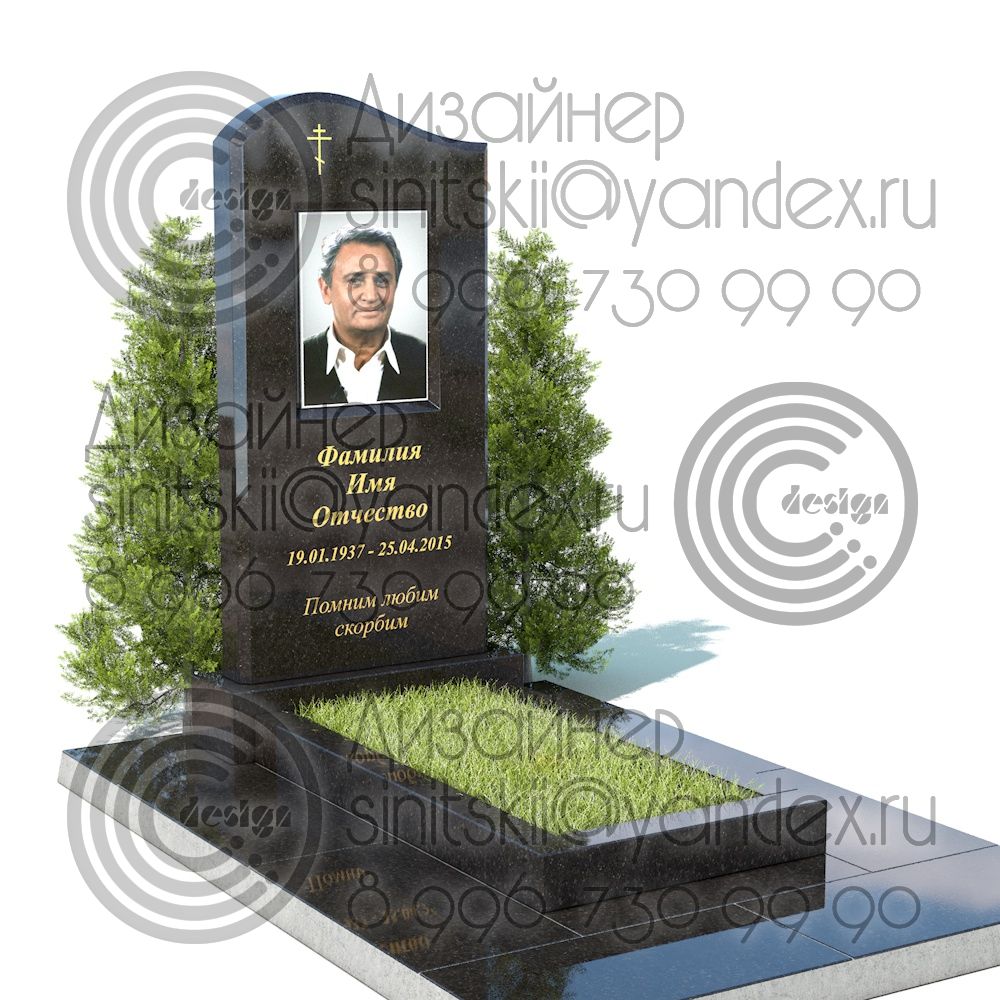 Дизайнер
sinitskii@yandex.ru
8 996 730 99 90
design
Дизайнер
sinitskii@yandex.ru
8 996 730 99 90
design
Фамилия
Имя
Отчество
19.01.1937 - 25.04.2015
Помним любим
скорбим
Дизайнер
sinitskii@yandex.ru
8 996 730 99 90
design